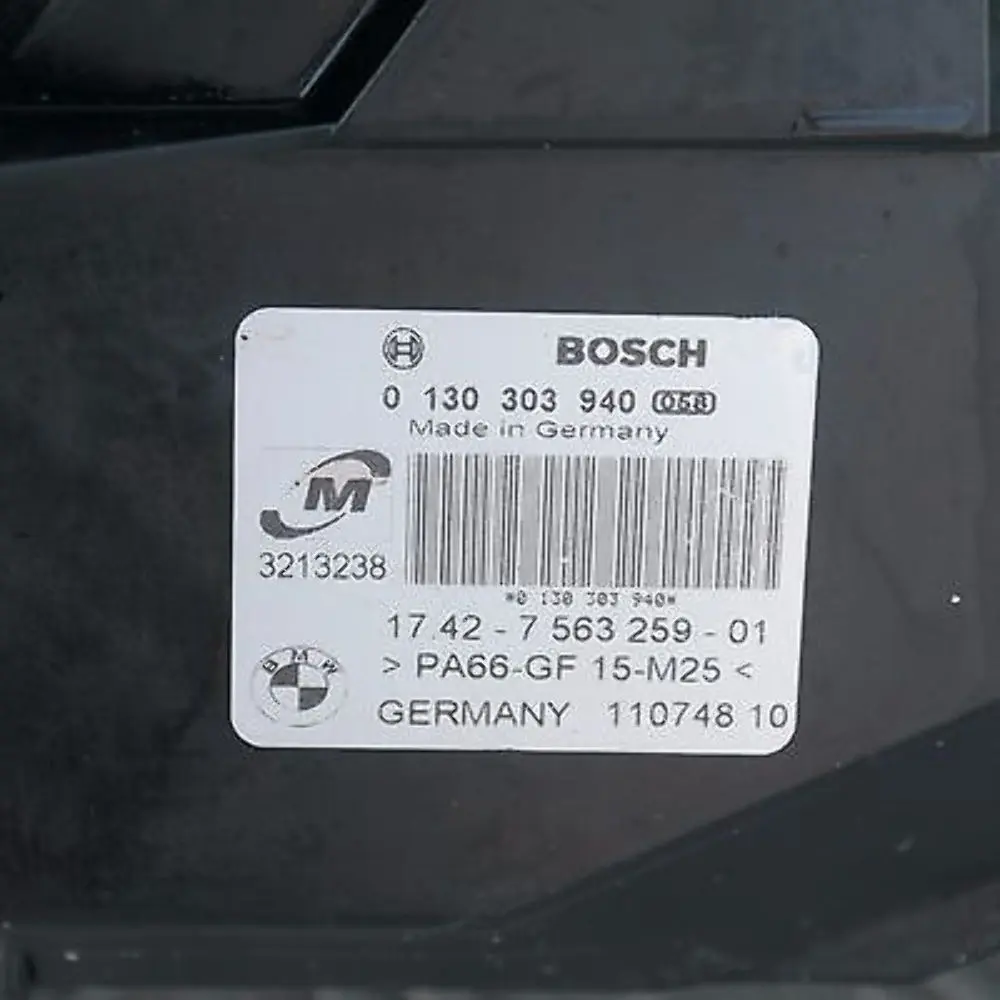 BOSCH
0 130 303 940 058
Made in Germany
M
3213238
*0 130 303 940*
17.42 - 7 563 259 - 01
BMW
> PA66-GF 15-M25 <
GERMANY 110748 10